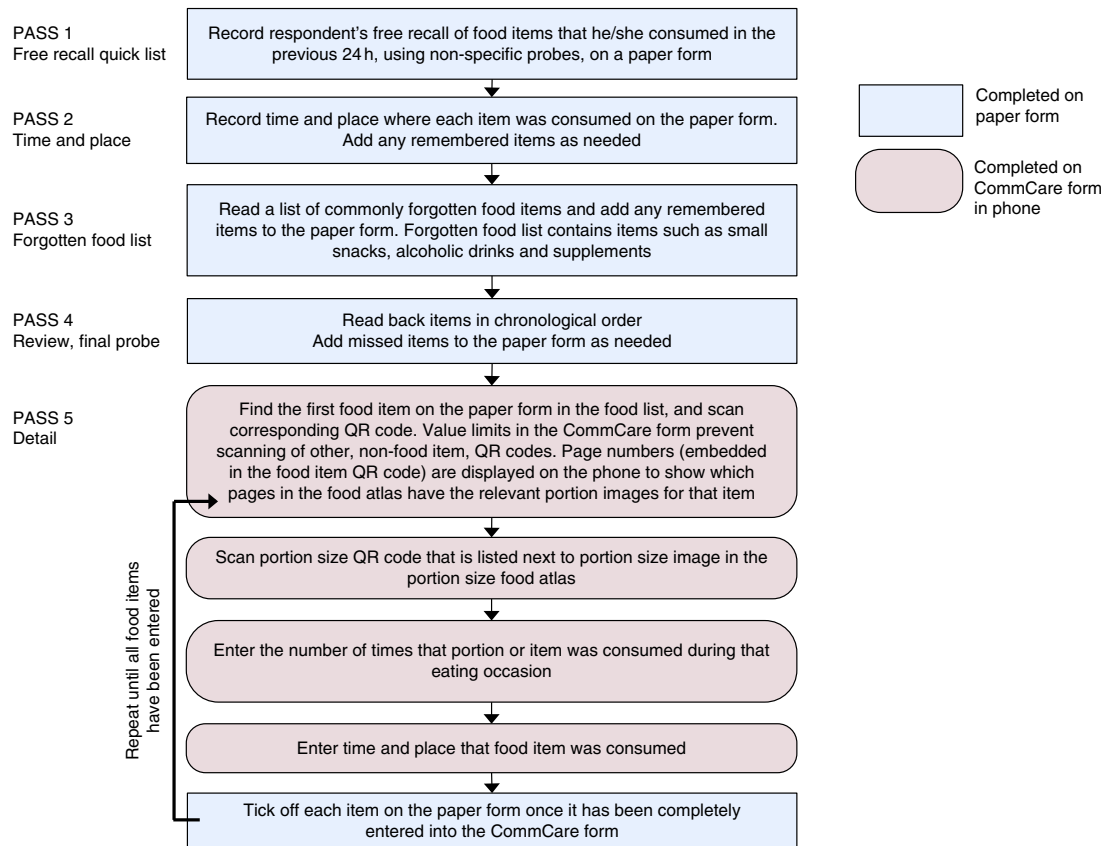 PASS 1
Free recall quick list
Record respondent's free recall of food items that he/she consumed in the
previous 24 h, using non-specific probes, on a paper form
PASS 2
Time and place
Record time and place where each item was consumed on the paper form.
Add any remembered items as needed
Completed on
paper form
Completed on
CommCare form
in phone
PASS 3
Forgotten food list
Read a list of commonly forgotten food items and add any remembered
items to the paper form. Forgotten food list contains items such as small
snacks, alcoholic drinks and supplements
PASS 4
Review, final probe
Read back items in chronological order
Add missed items to the paper form as needed
PASS 5
Detail
Find the first food item on the paper form in the food list, and scan
corresponding QR code. Value limits in the CommCare form prevent
scanning of other, non-food item, QR codes. Page numbers (embedded
in the food item QR code) are displayed on the phone to show which
pages in the food atlas have the relevant portion images for that item
Scan portion size QR code that is listed next to portion size image in the
portion size food atlas
Enter the number of times that portion or item was consumed during that
eating occasion
Enter time and place that food item was consumed
Tick off each item on the paper form once it has been completely
entered into the CommCare form
Repeat until all food items
have been entered